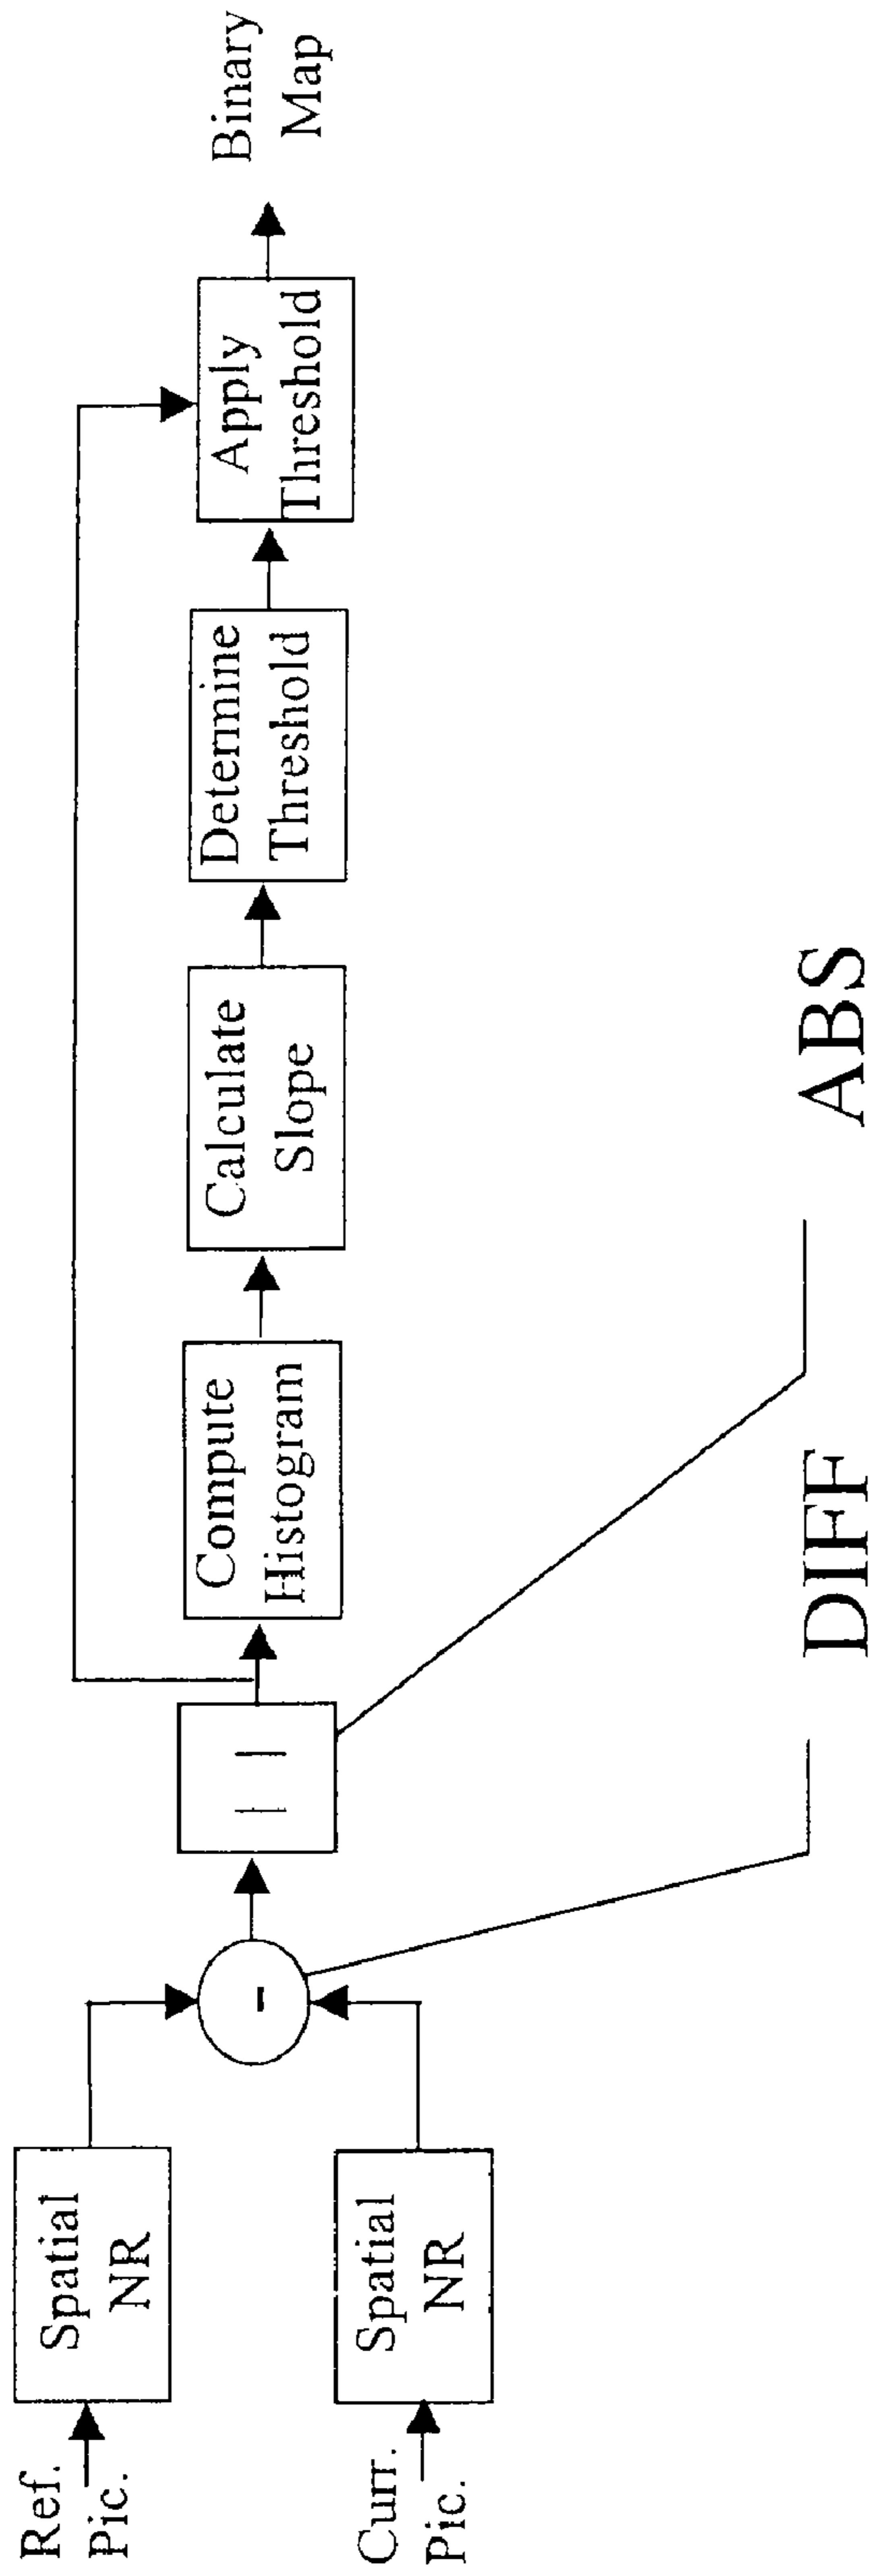 Ref.
Pic.
Spatial
NR
Curr.
Pic.
Spatial
NR
-
| |
Compute
Histogram
Calculate
Slope
Determine
Threshold
Apply
Threshold
Binary
Map
DIFF
ABS